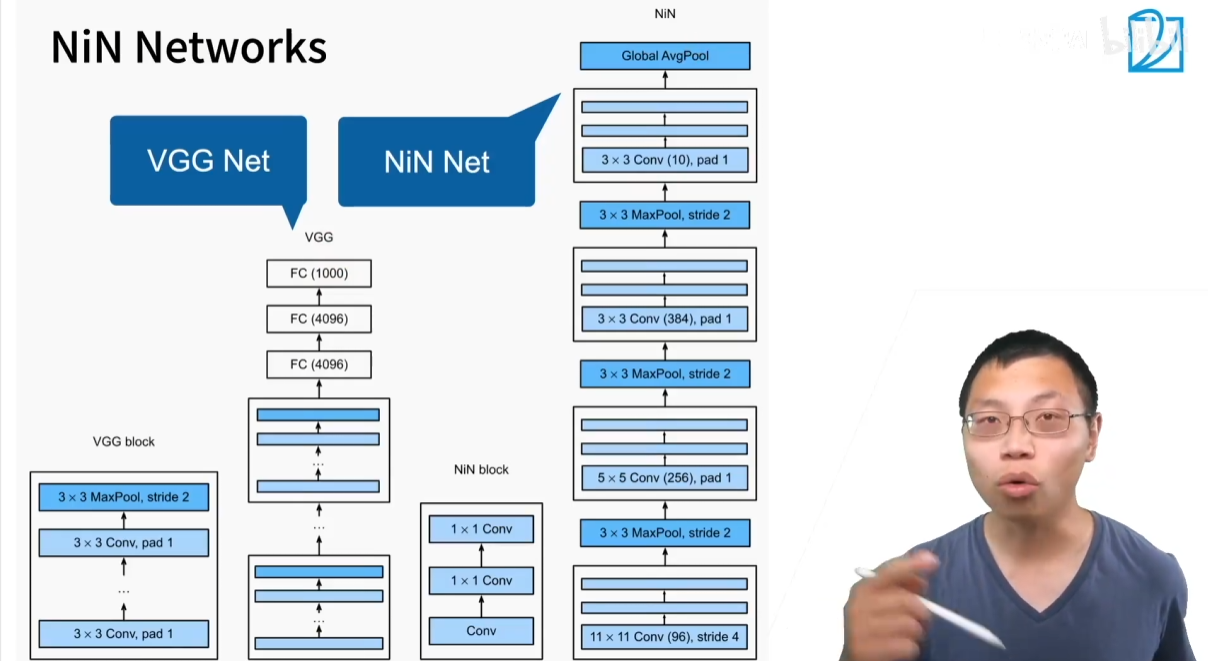 NiN Networks
VGG Net
NiN Net
VGG block
3 × 3 MaxPool, stride 2
3 × 3 Conv, pad 1
...
3 × 3 Conv, pad 1
VGG
FC (1000)
FC (4096)
FC (4096)
...
...
...
NiN block
1 × 1 Conv
1 × 1 Conv
Conv
NiN
Global AvgPool
3 × 3 Conv (10), pad 1
3 × 3 MaxPool, stride 2
3 × 3 Conv (384), pad 1
3 × 3 MaxPool, stride 2
5 × 5 Conv (256), pad 1
3 × 3 MaxPool, stride 2
11 × 11 Conv (96), stride 4